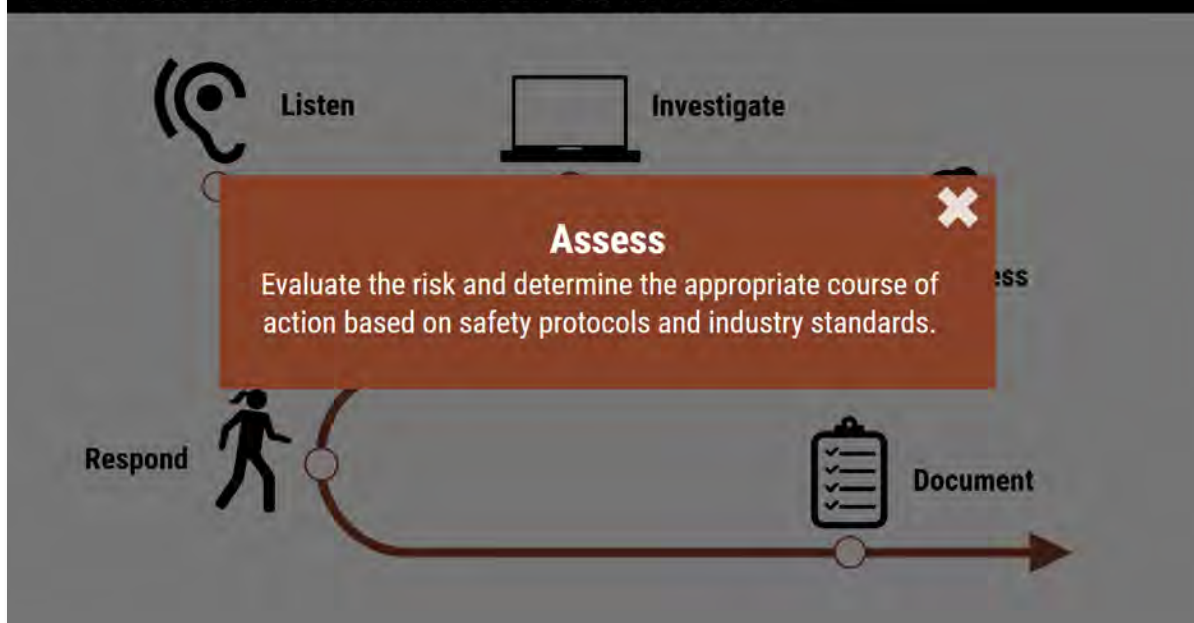 Listen
Investigate
Assess
Evaluate the risk and determine the appropriate course of
action based on safety protocols and industry standards.
ess
Respond
Document